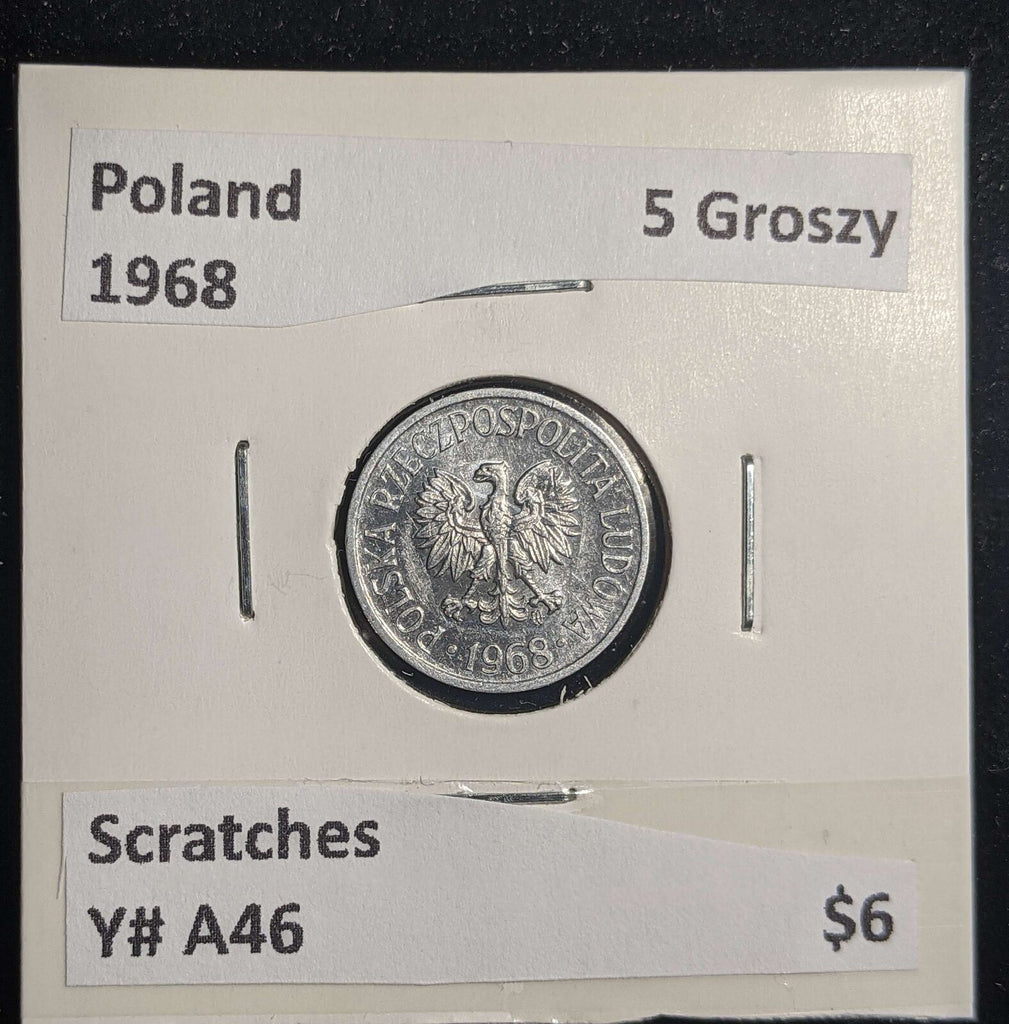 Poland
5 Groszy
1968
POLSKA RZECZPOSPOLITA LUDOWA
· 1968 ·
Scratches
Y# A46
$6